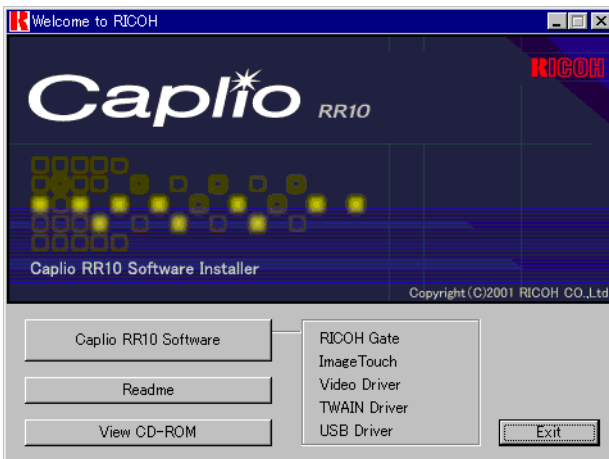 Welcome to RICOH
RICOH
Caplio RR10
Caplio RR10 Software Installer
Copyright(C)2001 RICOH CO.,Ltd
Caplio RR10 Software
Readme
View CD-ROM
RICOH Gate
ImageTouch
Video Driver
TWAIN Driver
USB Driver
Exit